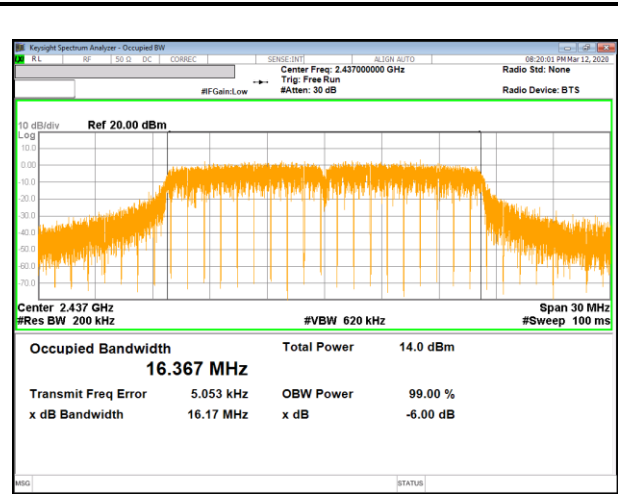 Keysight Spectrum Analyzer - Occupied BW
RL RF 50 Ω DC CORREC SENSE:INT ALIGN AUTO 08:20:01 PM Mar 12, 2020
Center Freq: 2.437000000 GHz Radio Std: None
Trig: Free Run
#IFGain:Low #Atten: 30 dB Radio Device: BTS
10 dB/div Ref 20.00 dBm
Log
10.0
0.00
-10.0
-20.0
-30.0
-40.0
-50.0
-60.0
-70.0
Center 2.437 GHz Span 30 MHz
#Res BW 200 kHz #VBW 620 kHz #Sweep 100 ms
Occupied Bandwidth Total Power 14.0 dBm
16.367 MHz
Transmit Freq Error 5.053 kHz OBW Power 99.00 %
x dB Bandwidth 16.17 MHz x dB -6.00 dB
MSG STATUS